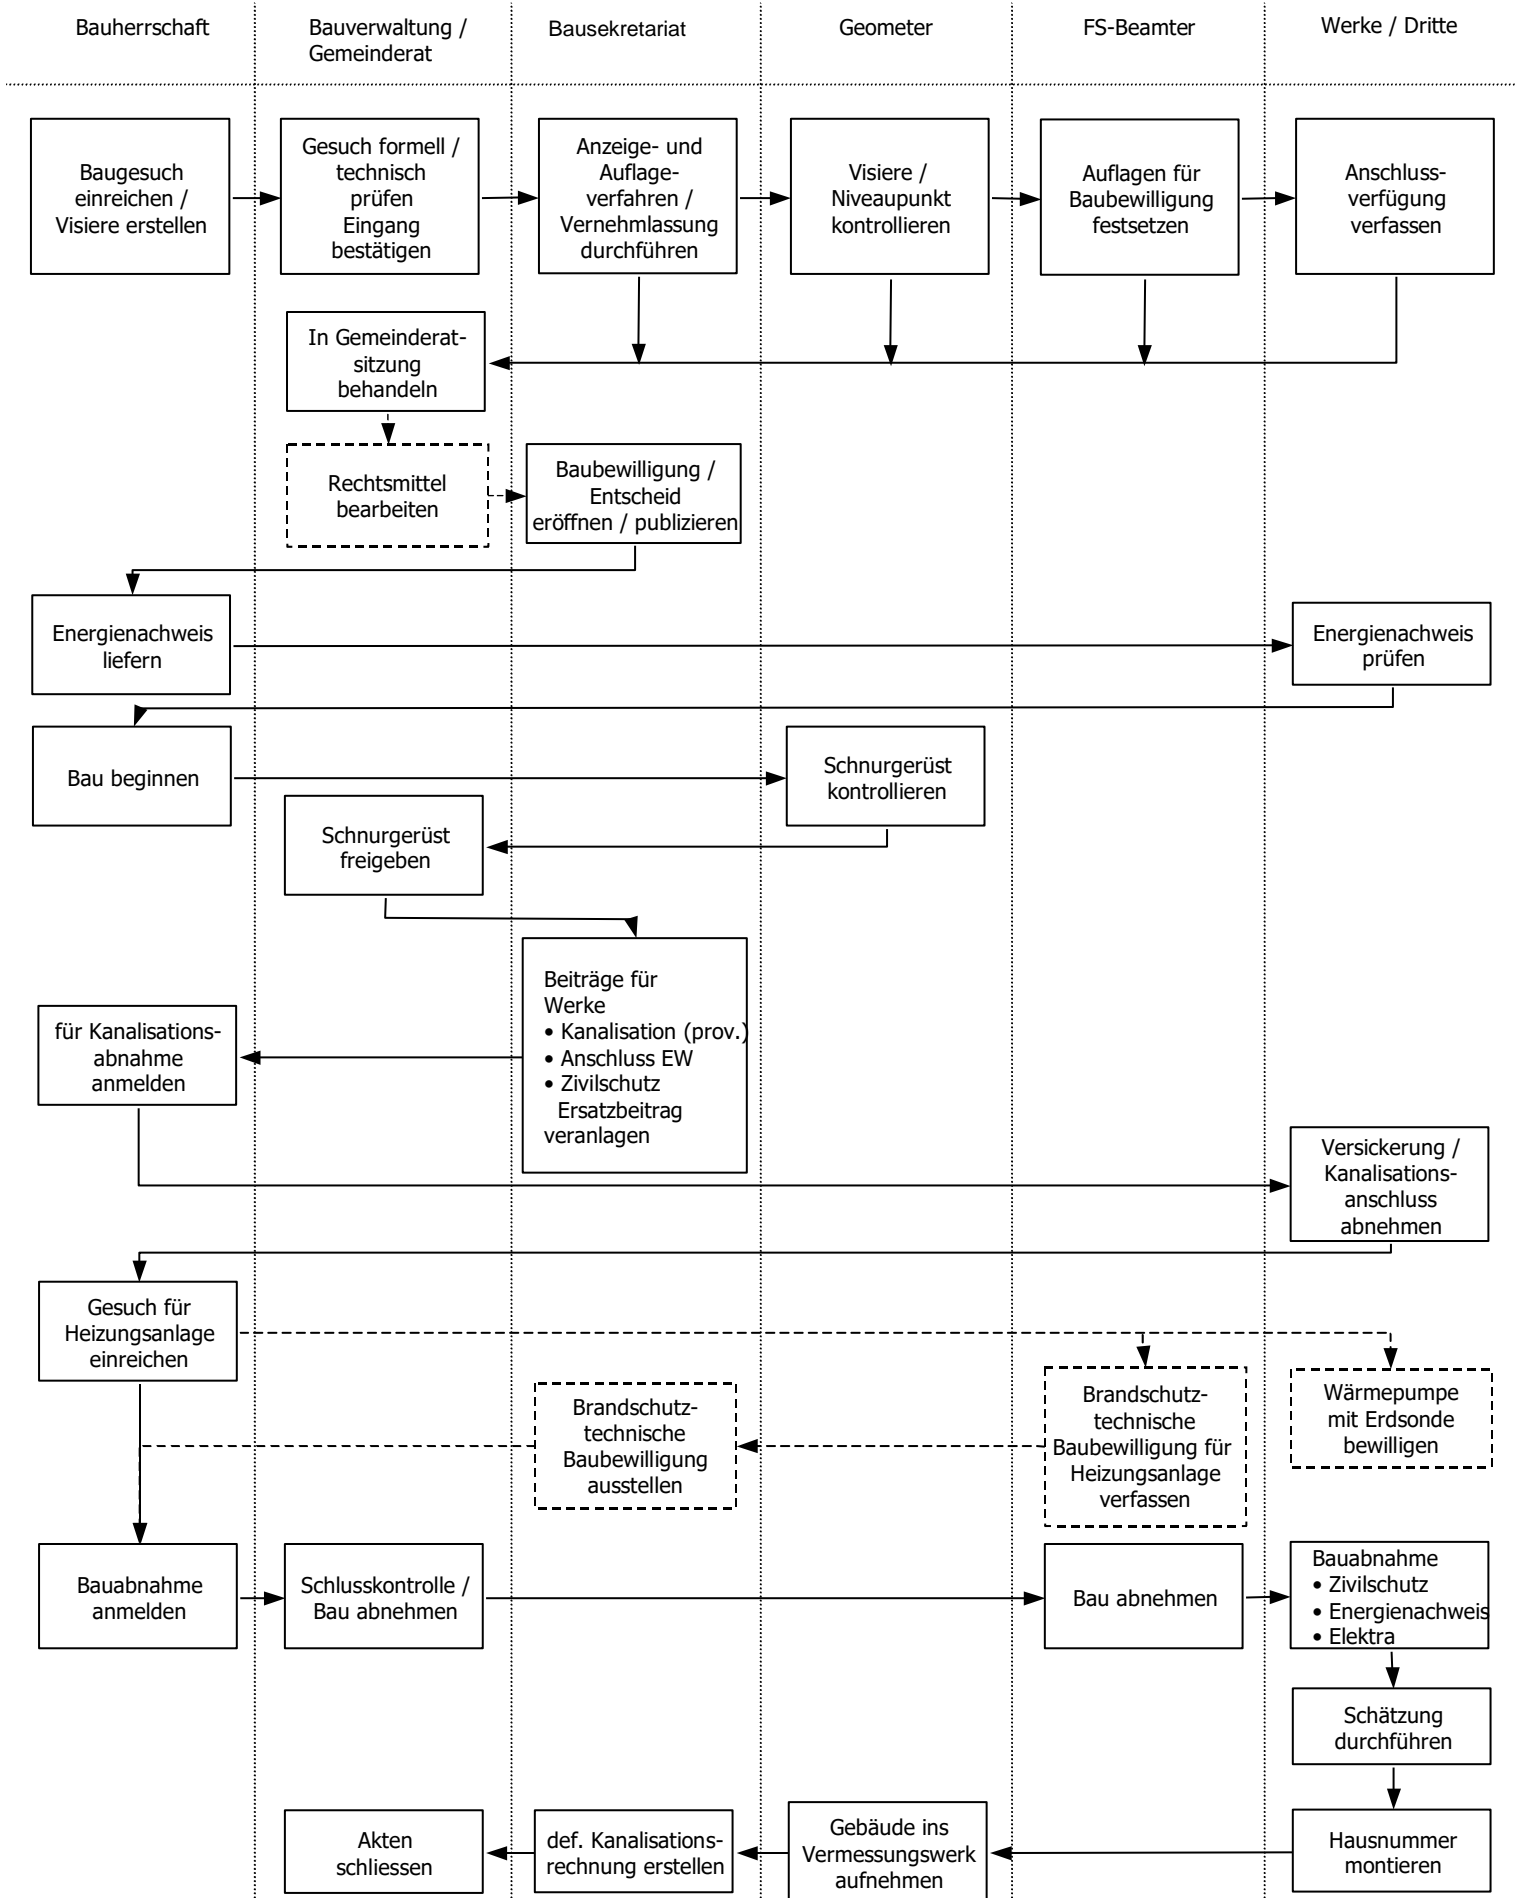 Bauherrschaft
Bauverwaltung /
Gemeinderat
Bausekretariat
Geometer
FS-Beamter
Werke / Dritte
Baugesuch
einreichen /
Visiere erstellen
Gesuch formell /
technisch
prüfen
Eingang
bestätigen
Anzeige- und
Auflage-
verfahren /
Vernehmlassung
durchführen
Visiere /
Niveaupunkt
kontrollieren
Auflagen für
Baubewilligung
festsetzen
Anschluss-
verfügung
verfassen
In Gemeinderat-
sitzung
behandeln
Rechtsmittel
bearbeiten
Baubewilligung /
Entscheid
eröffnen / publizieren
Energienachweis
liefern
Energienachweis
prüfen
Bau beginnen
Schnurgerüst
kontrollieren
Schnurgerüst
freigeben
Beiträge für
Werke
• Kanalisation (prov.)
• Anschluss EW
• Zivilschutz
Ersatzbeitrag
veranlagen
für Kanalisations-
abnahme
anmelden
Versickerung /
Kanalisations-
anschluss
abnehmen
Gesuch für
Heizungsanlage
einreichen
Brandschutz-
technische
Baubewilligung
ausstellen
Brandschutz-
technische
Baubewilligung für
Heizungsanlage
verfassen
Wärmepumpe
mit Erdsonde
bewilligen
Bauabnahme
anmelden
Schlusskontrolle /
Bau abnehmen
Bau abnehmen
Bauabnahme
• Zivilschutz
• Energienachweis
• Elektra
Schätzung
durchführen
Akten
schliessen
def. Kanalisations-
rechnung erstellen
Gebäude ins
Vermessungswerk
aufnehmen
Hausnummer
montieren